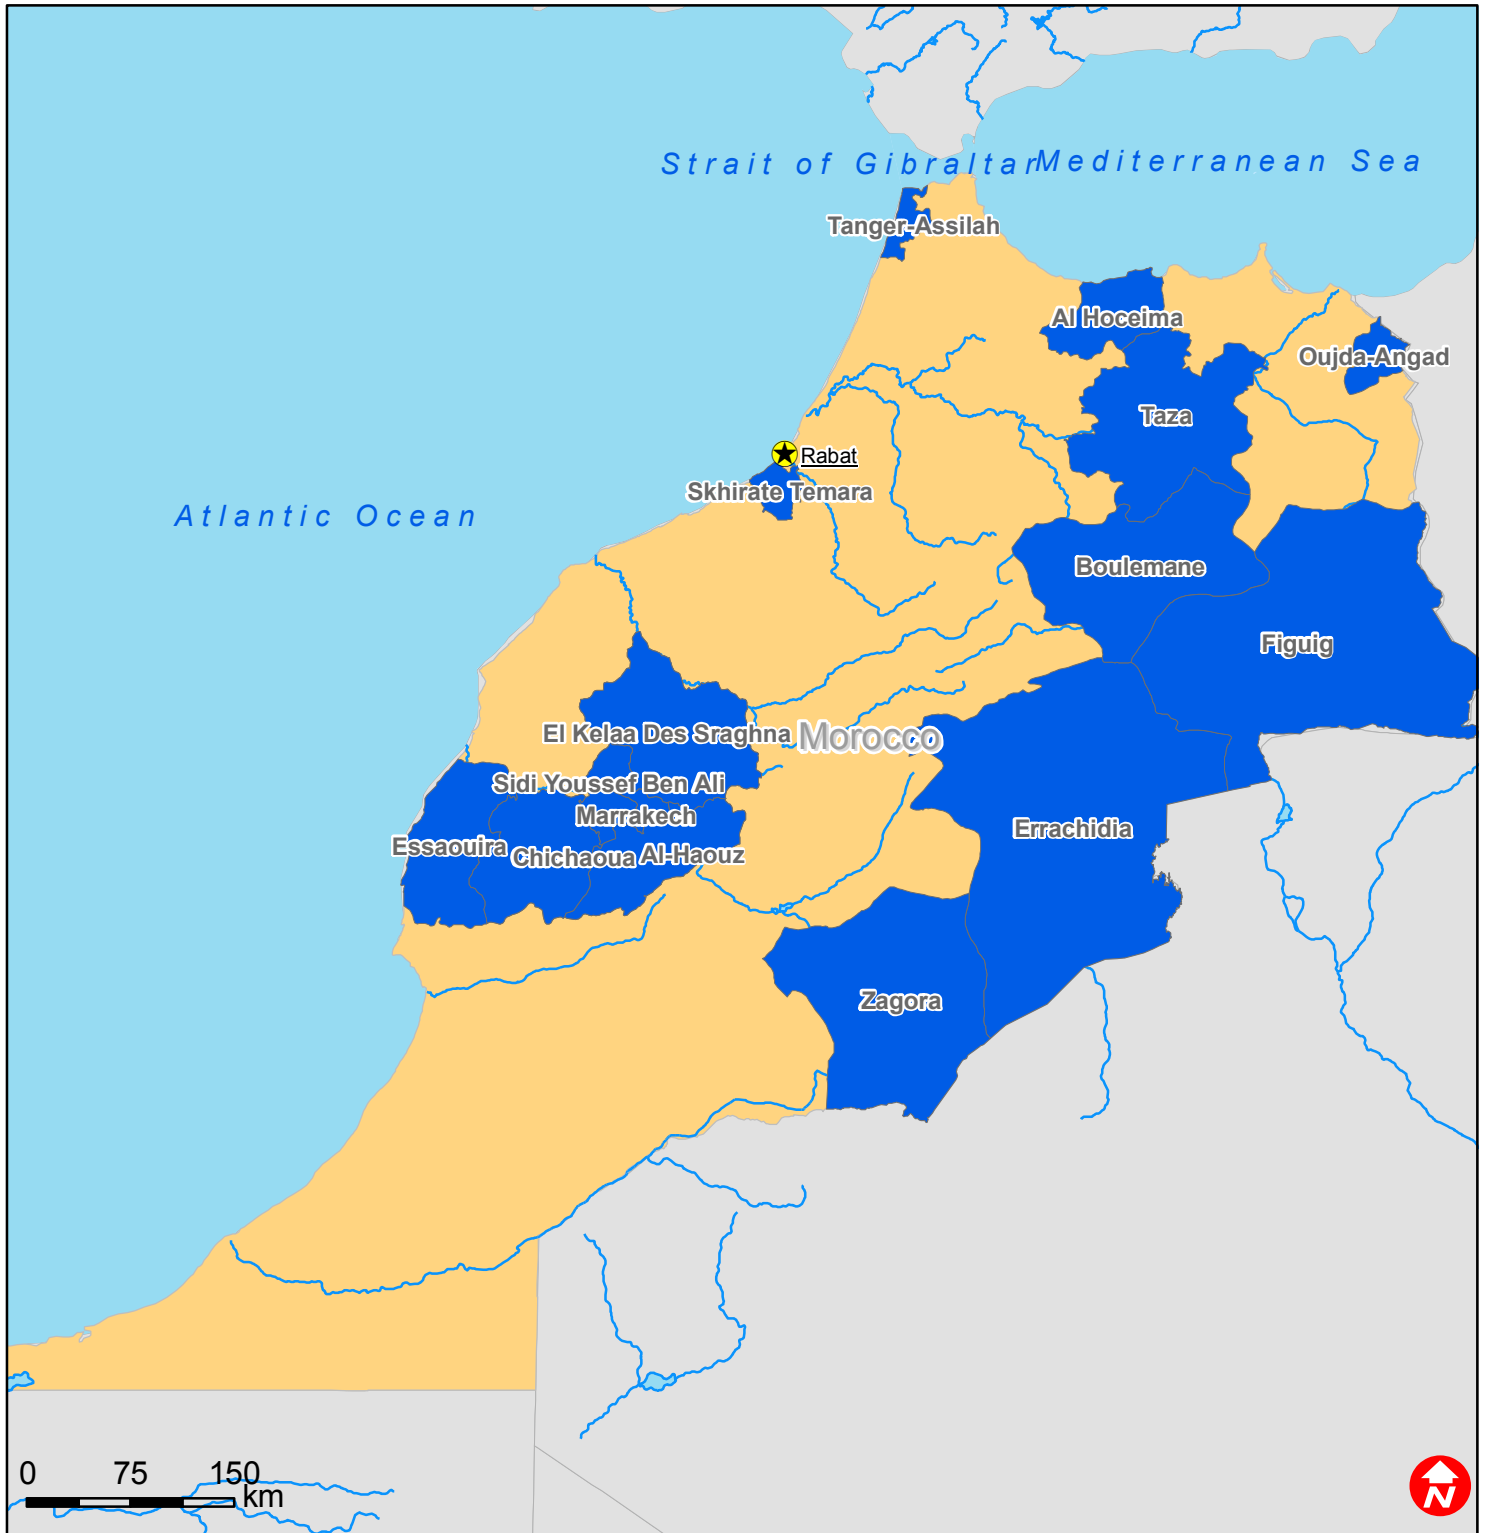 Strait of Gibraltar
Mediterranean Sea
Tanger-Assilah
Al Hoceima
Oujda-Angad
Taza
Rabat
Skhirate Temara
Atlantic Ocean
Boulemane
Figuig
El Kelaa Des Sraghna
Morocco
Sidi Youssef Ben Ali
Marrakech
Errachidia
Essaouira
Chichaoua
Al-Haouz
Zagora
0 75 150
km
N